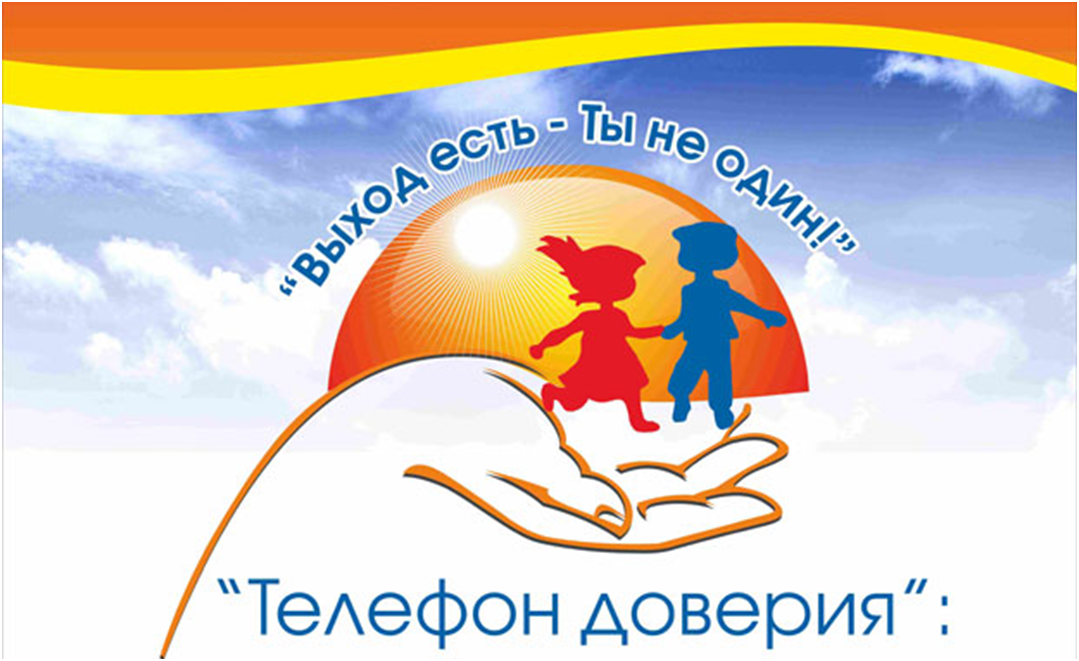 “Выход есть - Ты не один!”
“Телефон доверия“: